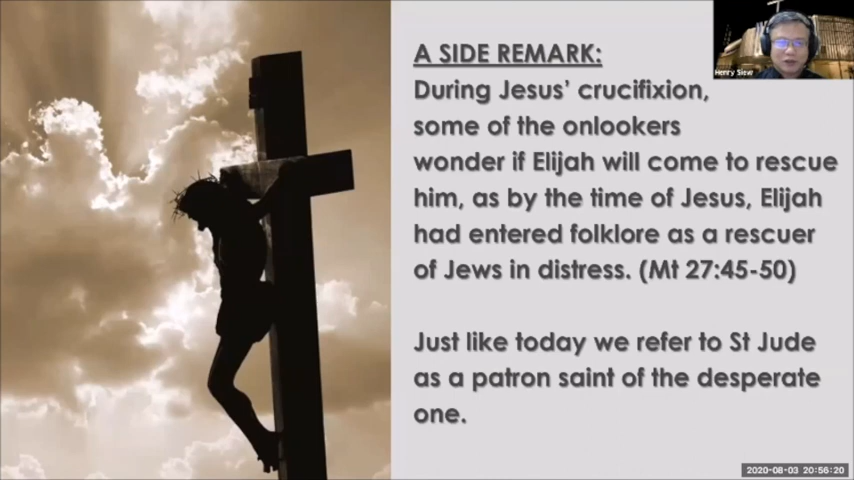 A SIDE REMARK:
During Jesus’ crucifixion,
some of the onlookers
wonder if Elijah will come to rescue
him, as by the time of Jesus, Elijah
had entered folklore as a rescuer
of Jews in distress. (Mt 27:45-50)
Just like today we refer to St Jude
as a patron saint of the desperate
one.
Henry Siew
2020-08-03 20:56:20